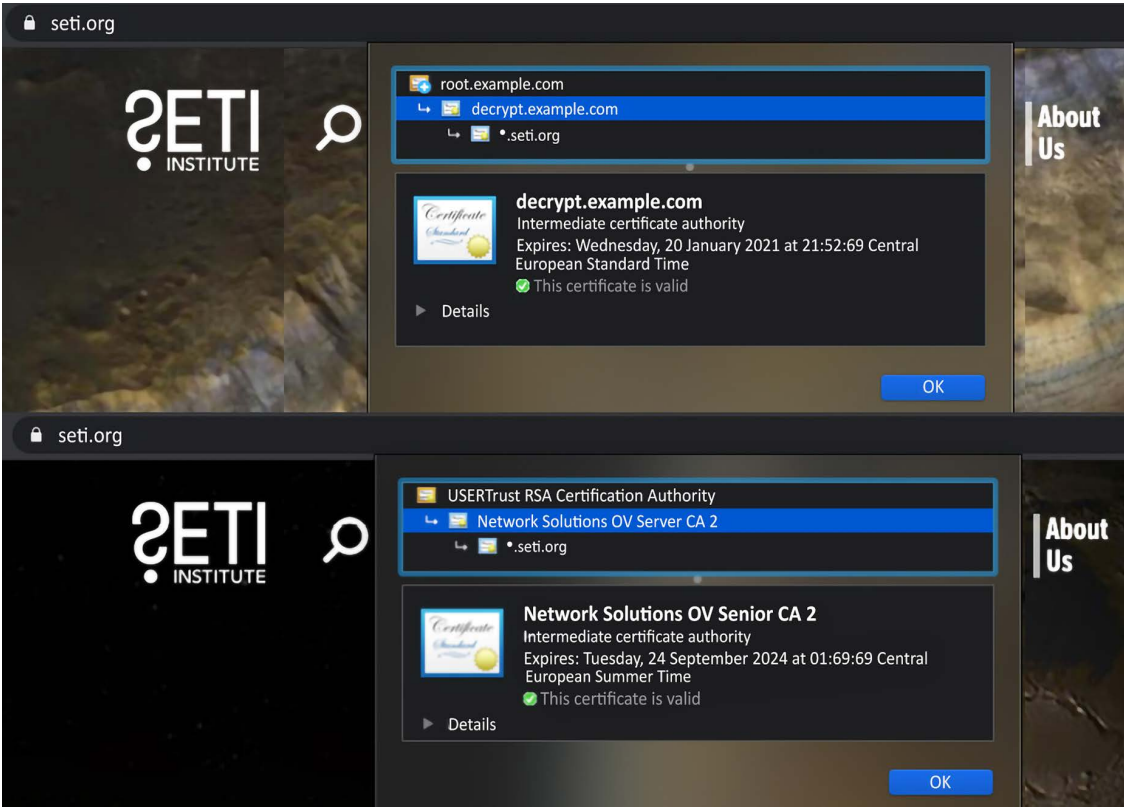 seti.org
SETI
INSTITUTE
root.example.com
decrypt.example.com
*.seti.org
About
Us
Certificate
Standard
decrypt.example.com
Intermediate certificate authority
Expires: Wednesday, 20 January 2021 at 21:52:69 Central
European Standard Time
This certificate is valid
Details
OK
seti.org
SETI
INSTITUTE
USERTrust RSA Certification Authority
Network Solutions OV Server CA 2
*.seti.org
About
Us
Certificate
Standard
Network Solutions OV Senior CA 2
Intermediate certificate authority
Expires: Tuesday, 24 September 2024 at 01:69:69 Central
European Summer Time
This certificate is valid
Details
OK